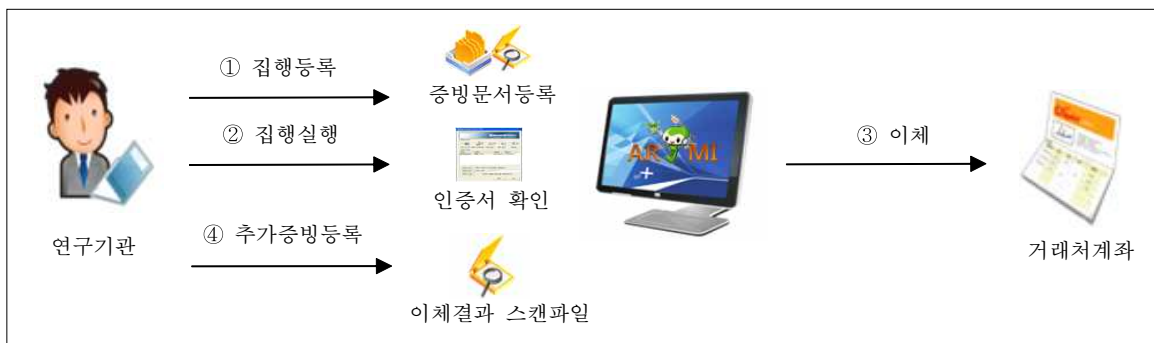 ① 집행등록
증빙문서등록
② 집행실행
인증서 확인
③ 이체
④ 추가증빙등록
이체결과 스캔파일
연구기관
거래처계좌